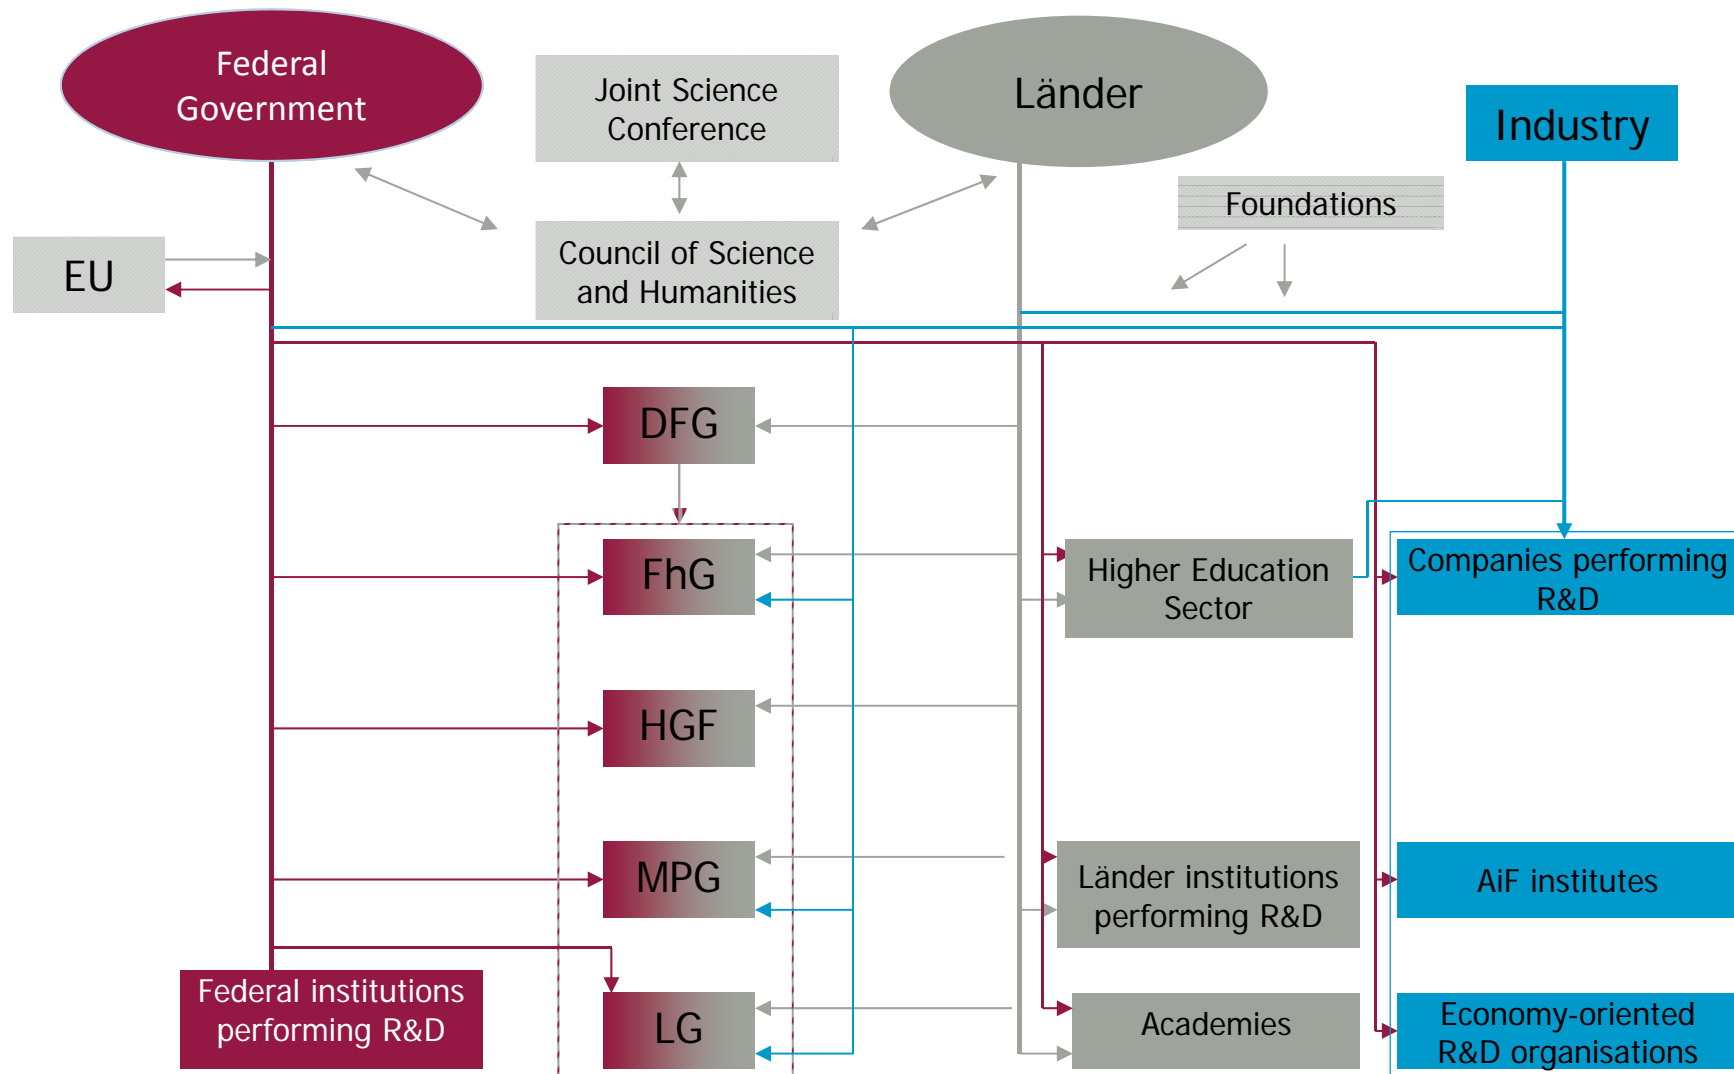 Federal
Government
Joint Science
Conference
Länder
Industry
Foundations
EU
Council of Science
and Humanities
DFG
FhG
Higher Education
Sector
Companies performing
R&D
HGF
MPG
Länder institutions
performing R&D
AiF institutes
Federal institutions
performing R&D
LG
Academies
Economy-oriented
R&D organisations